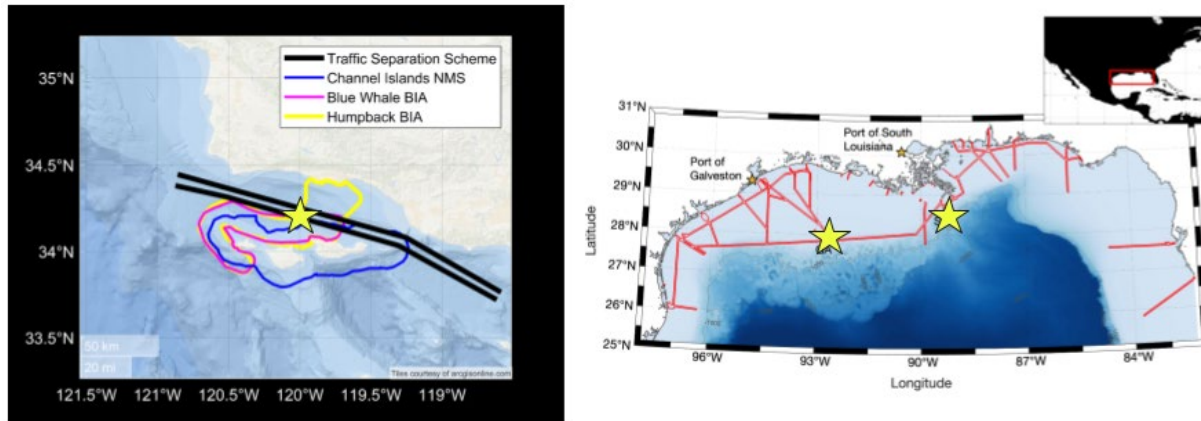 Traffic Separation Scheme
Channel Islands NMS
Blue Whale BIA
Humpback BIA
35°N
34.5°N
34°N
33.5°N
50 km
20 mi
Tiles courtesy of arcgisonline.com
121.5°W 121°W 120.5°W 120°W 119.5°W 119°W
31°N
30°N
29°N
28°N
27°N
26°N
25°N
Latitude
Port of South
Louisiana
Port of
Galveston
96°W 93°W 90°W 87°W 84°W
Longitude